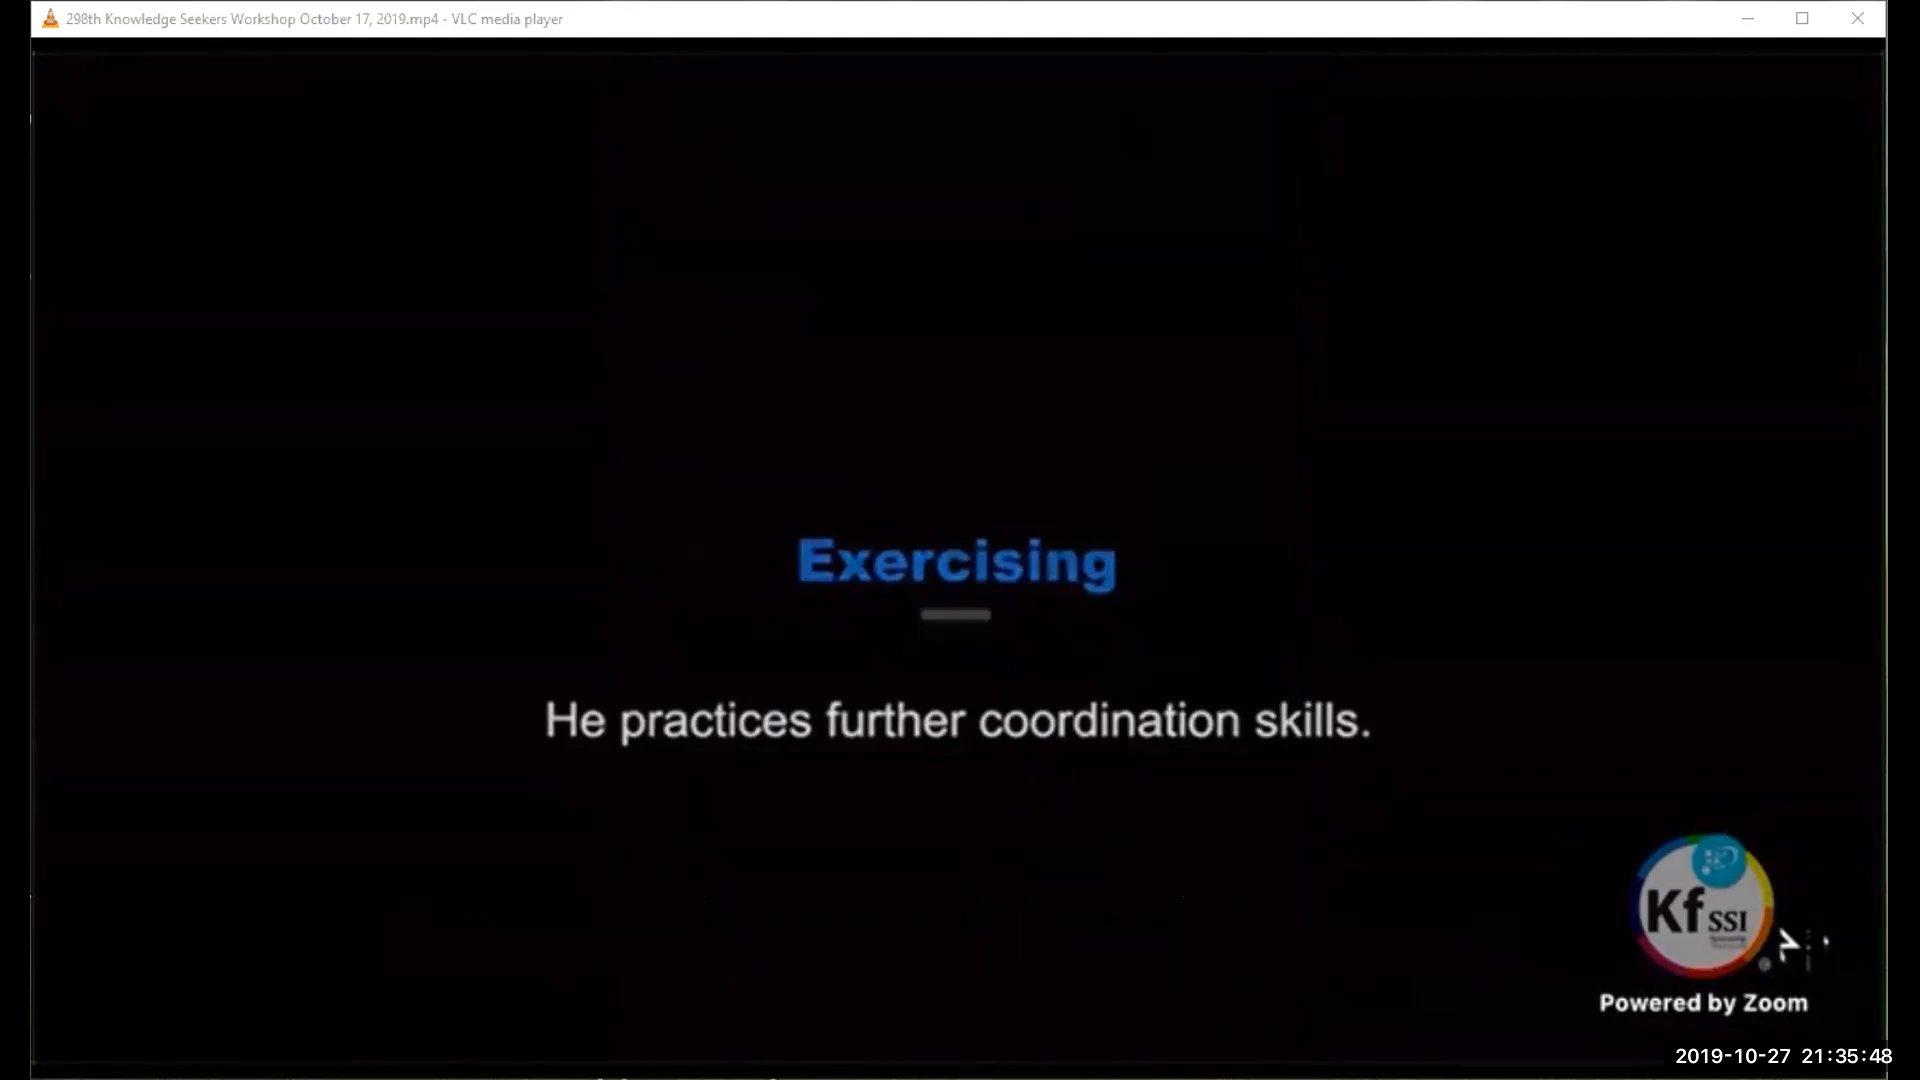 298th Knowledge Seekers Workshop October 17, 2019.mp4 - VLC media player
Exercising
He practices further coordination skills.
Kf SSI
Powered by Zoom
2019-10-27 21:35:48